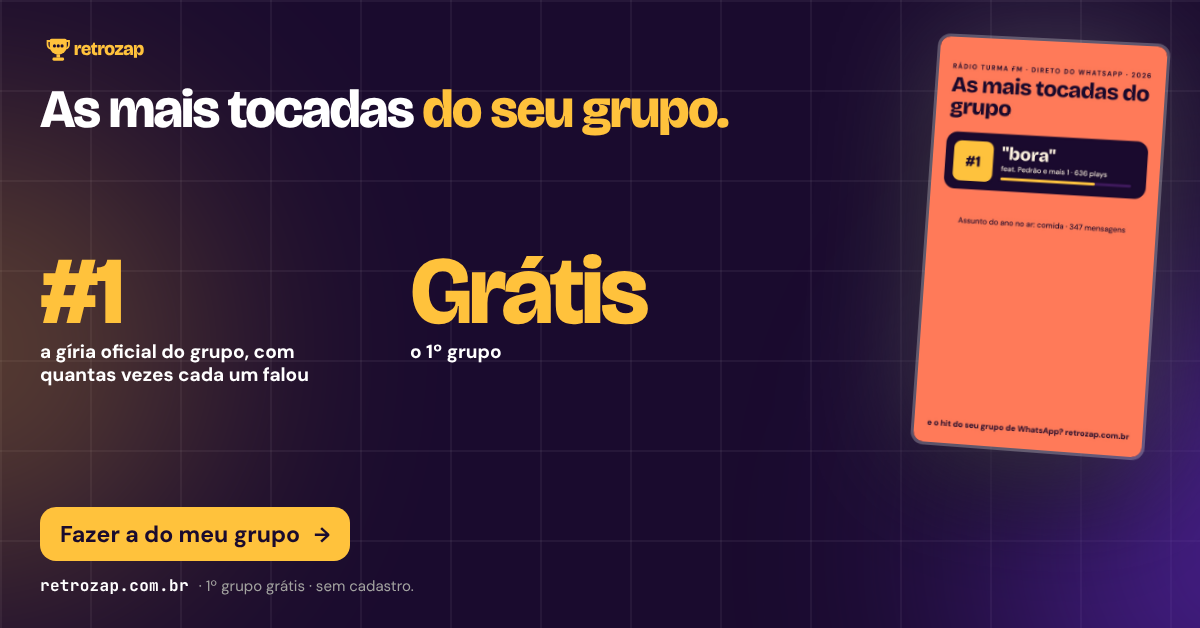 retrozap
As mais tocadas do seu grupo.
#1
a gíria oficial do grupo, com
quantas vezes cada um falou
Grátis
o 1º grupo
Fazer a do meu grupo →
retrozap.com.br · 1º grupo grátis · sem cadastro.
RÁDIO TURMA FM · DIRETO DO WHATSAPP · 2026
As mais tocadas do
grupo
#1
"bora"
feat. Pedrão e mais 1 · 636 plays
Assunto do ano no ar: comida · 347 mensagens
e o hit do seu grupo de WhatsApp? retrozap.com.br